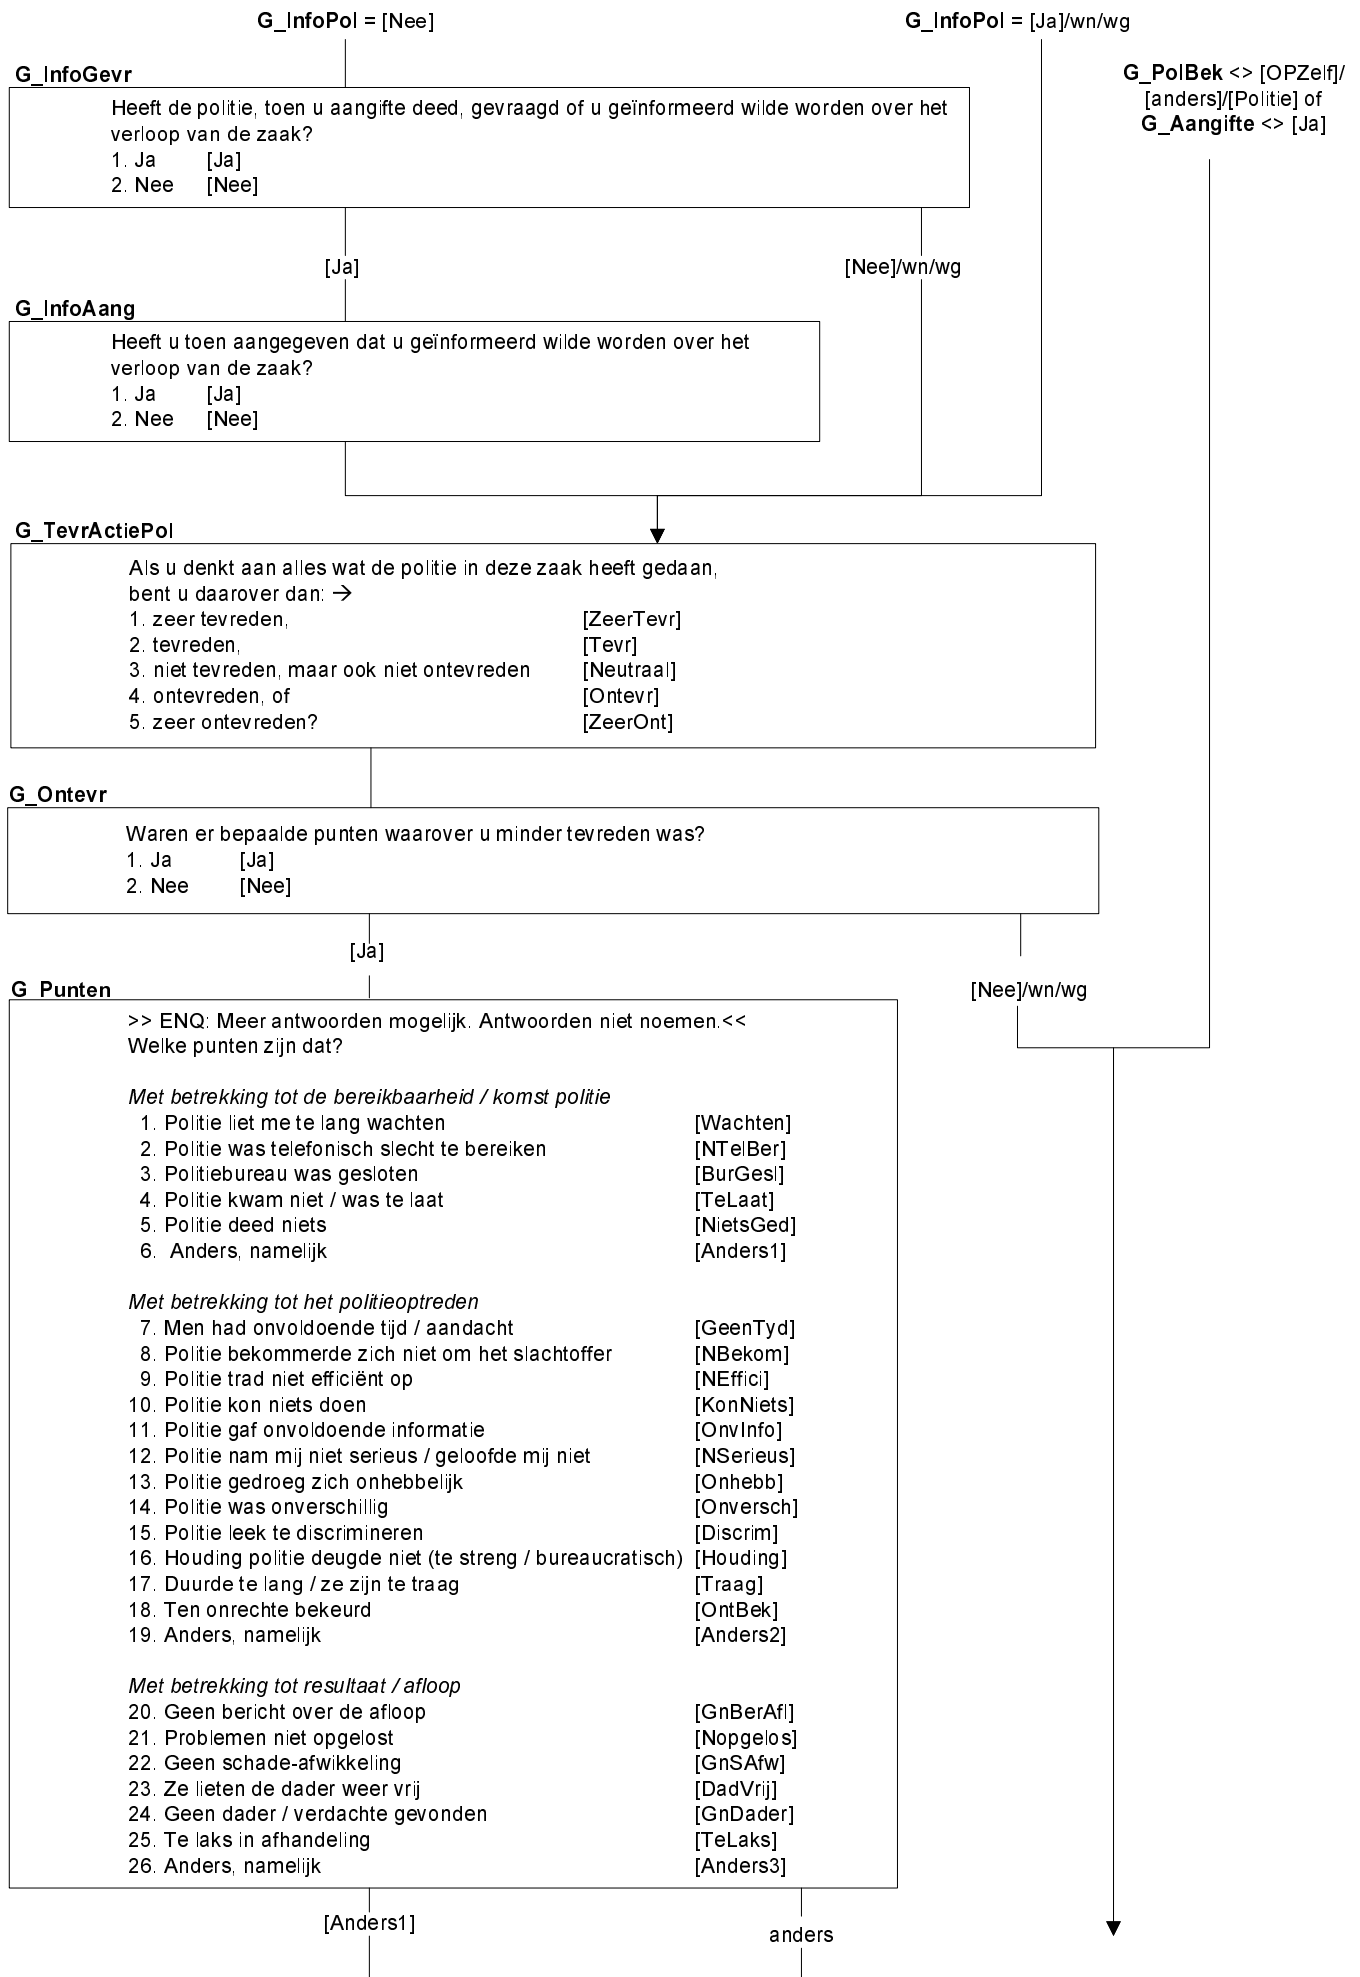 G_InfoPol = [Nee]
G_InfoPol = [Ja]/wn/wg
G_PolBek <> [OPZelf]/
[anders]/[Politie] of
G_Aangifte <> [Ja]
G_InfoGevr
Heeft de politie, toen u aangifte deed, gevraagd of u geïnformeerd wilde worden over het
verloop van de zaak?
1. Ja [Ja]
2. Nee [Nee]
[Ja]
[Nee]/wn/wg
G_InfoAang
Heeft u toen aangegeven dat u geïnformeerd wilde worden over het
verloop van de zaak?
1. Ja [Ja]
2. Nee [Nee]
G_TevrActiePol
Als u denkt aan alles wat de politie in deze zaak heeft gedaan,
bent u daarover dan: →
1. zeer tevreden, [ZeerTevr]
2. tevreden, [Tevr]
3. niet tevreden, maar ook niet ontevreden [Neutraal]
4. ontevreden, of [Ontevr]
5. zeer ontevreden? [ZeerOnt]
G_Ontevr
Waren er bepaalde punten waarover u minder tevreden was?
1. Ja [Ja]
2. Nee [Nee]
[Ja]
[Nee]/wn/wg
G_Punten
>> ENQ: Meer antwoorden mogelijk. Antwoorden niet noemen.<<
Welke punten zijn dat?
Met betrekking tot de bereikbaarheid / komst politie
1. Politie liet me te lang wachten [Wachten]
2. Politie was telefonisch slecht te bereiken [NTelBer]
3. Politiebureau was gesloten [BurGesl]
4. Politie kwam niet / was te laat [TeLaat]
5. Politie deed niets [NietsGed]
6. Anders, namelijk [Anders1]
Met betrekking tot het politieoptreden
7. Men had onvoldoende tijd / aandacht [GeenTyd]
8. Politie bekommerde zich niet om het slachtoffer [NBekom]
9. Politie trad niet efficiënt op [NEffici]
10. Politie kon niets doen [KonNiets]
11. Politie gaf onvoldoende informatie [OnvInfo]
12. Politie nam mij niet serieus / geloofde mij niet [NSerieus]
13. Politie gedroeg zich onhebbelijk [Onhebb]
14. Politie was onverschillig [Onversch]
15. Politie leek te discrimineren [Discrim]
16. Houding politie deugde niet (te streng / bureaucratisch) [Houding]
17. Duurde te lang / ze zijn te traag [Traag]
18. Ten onrechte bekeurd [OntBek]
19. Anders, namelijk [Anders2]
Met betrekking tot resultaat / afloop
20. Geen bericht over de afloop [GnBerAfl]
21. Problemen niet opgelost [Nopgelos]
22. Geen schade-afwikkeling [GnSAfw]
23. Ze lieten de dader weer vrij [DadVrij]
24. Geen dader / verdachte gevonden [GnDader]
25. Te laks in afhandeling [TeLaks]
26. Anders, namelijk [Anders3]
[Anders1]
anders